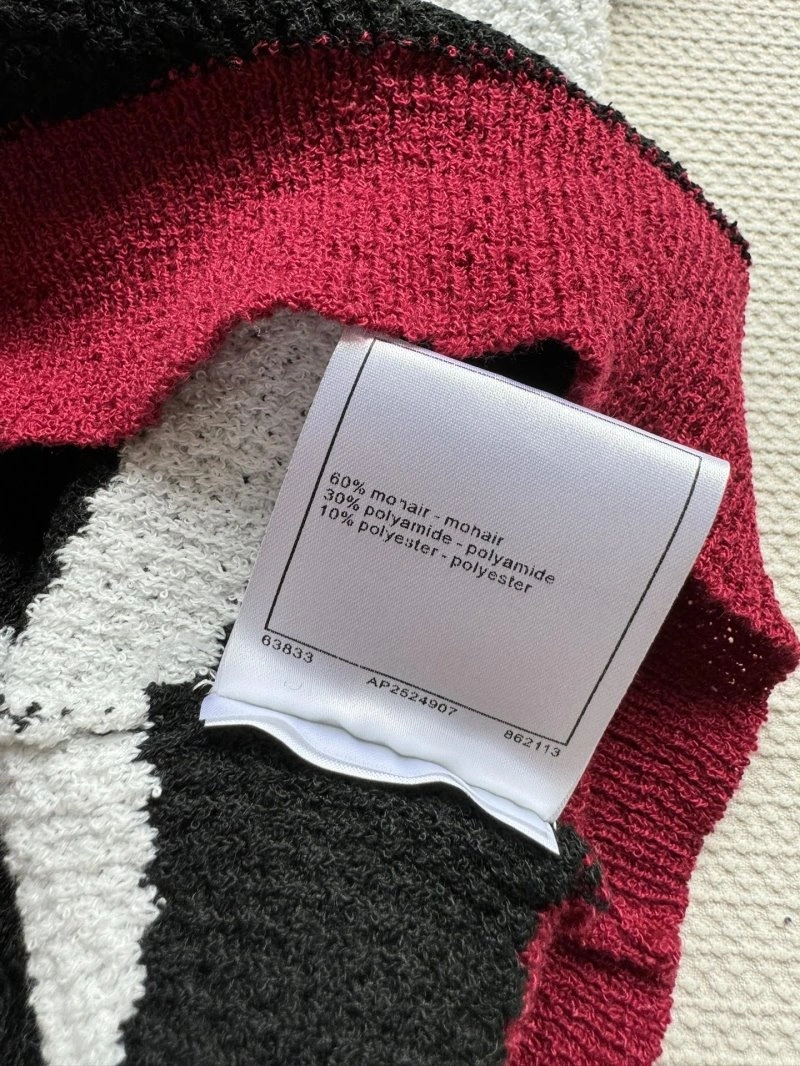 60% mohair - mohair
30% polyamide - polyamide
10% polyester - polyester
63833
AP2524907
862113